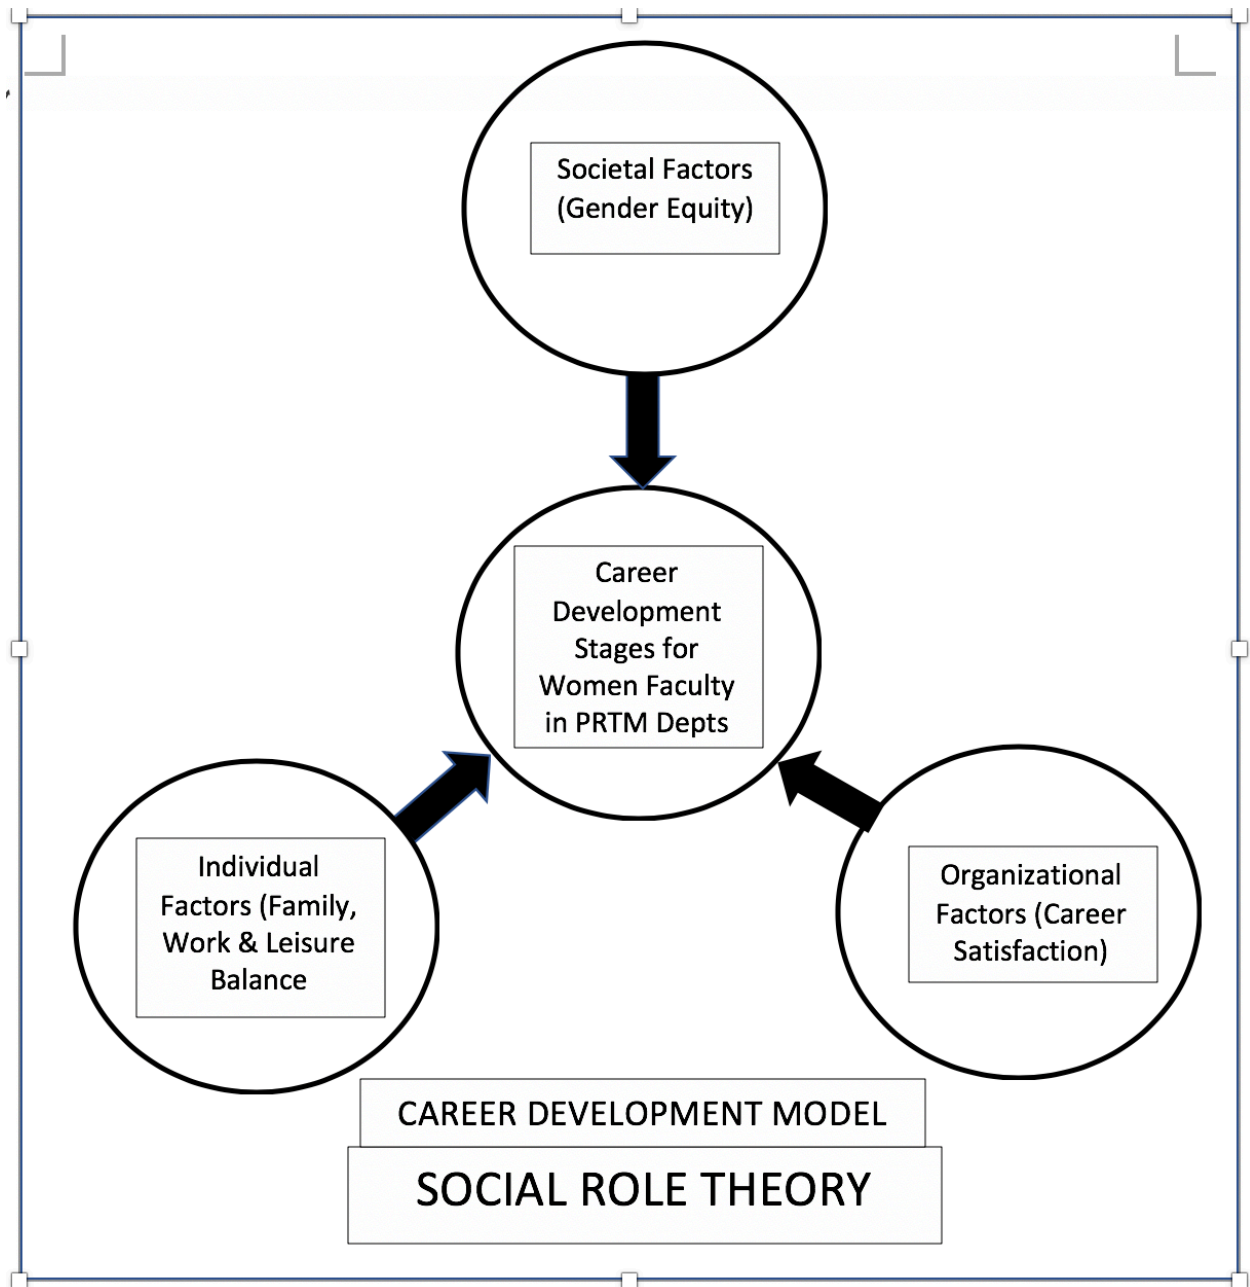 Societal Factors
(Gender Equity)
Career
Development
Stages for
Women Faculty
in PRTM Depts
Individual
Factors (Family,
Work & Leisure
Balance
Organizational
Factors (Career
Satisfaction)
CAREER DEVELOPMENT MODEL
SOCIAL ROLE THEORY